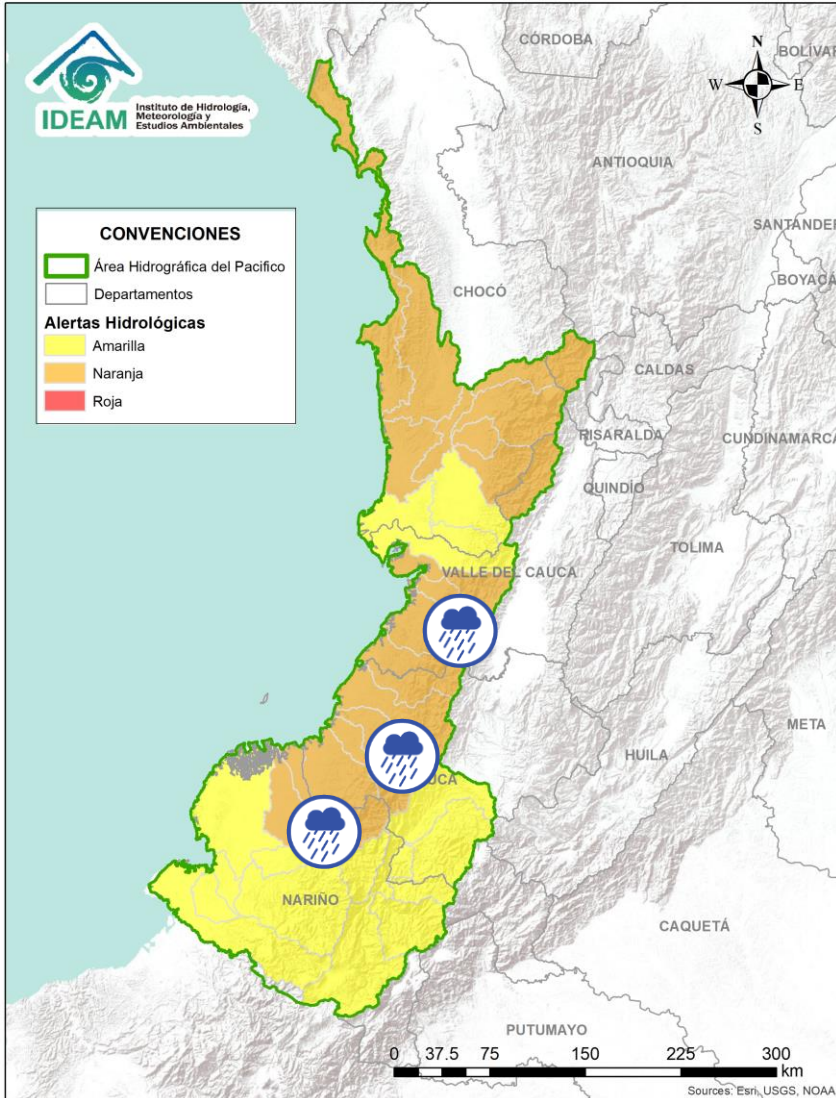 IDEAM
Instituto de Hidrología,
Meteorología y
Estudios Ambientales
N
W
E
S
CÓRDOBA
BOLÍVAR
ANTIOQUIA
SANTANDER
BOYACÁ
CONVENCIONES
Área Hidrográfica del Pacifico
Departamentos
Alertas Hidrológicas
Amarilla
Naranja
Roja
CHOCÓ
CALDAS
RISARALDA
CUNDINAMARCA
QUINDÍO
TOLIMA
VALLE DEL CAUCA
META
HUILA
UCA
NARIÑO
CAQUETÁ
PUTUMAYO
0 37.5 75 150 225 300
km
Sources: Esri, USGS, NOAA